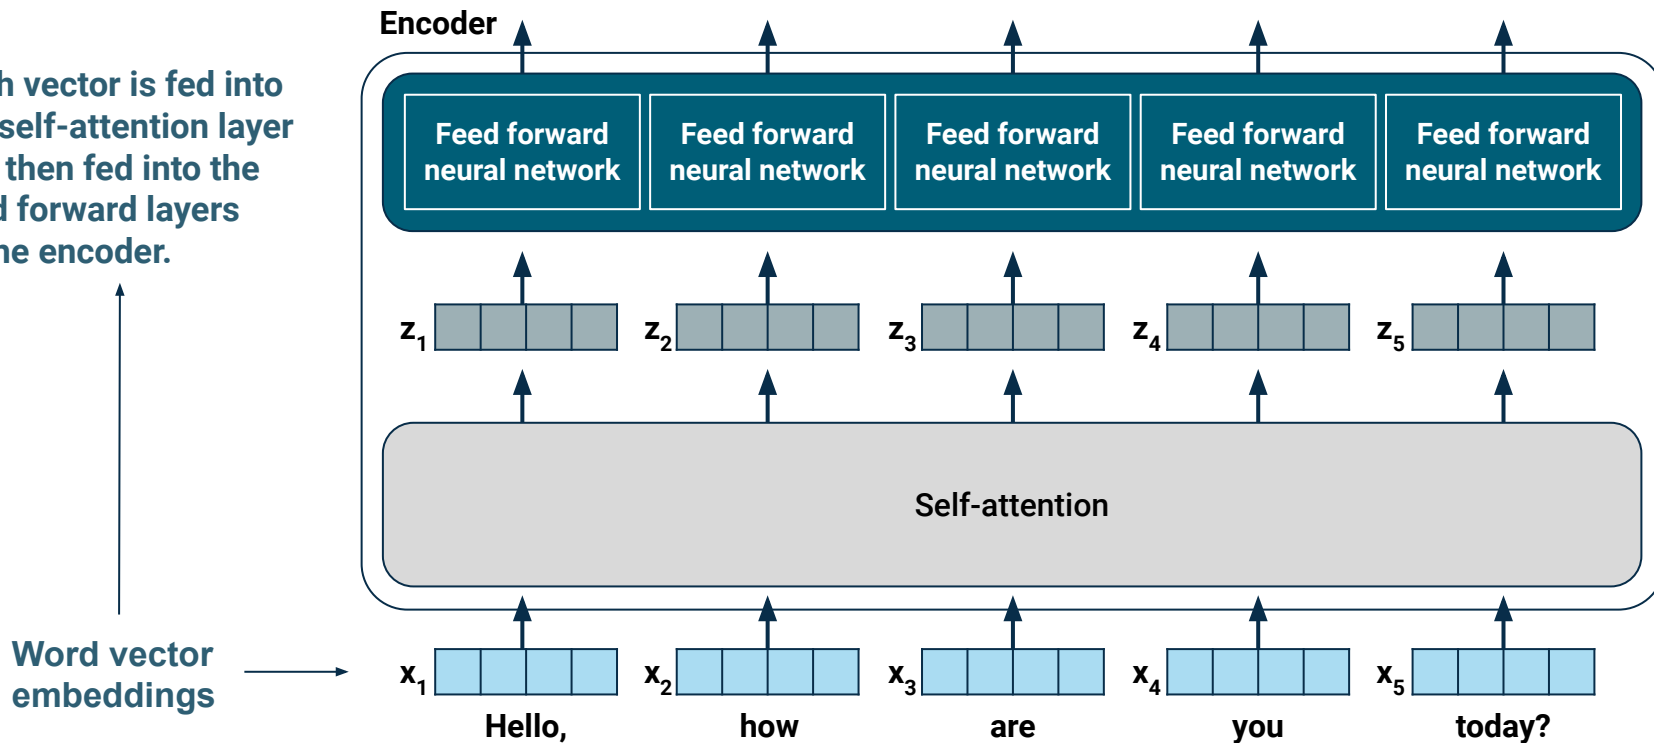 Encoder
h vector is fed into
self-attention layer
then fed into the
d forward layers
ne encoder.
Feed forward
neural network
Feed forward
neural network
Feed forward
neural network
Feed forward
neural network
Feed forward
neural network
z1
z2
z3
z4
z5
Self-attention
Word vector
embeddings
x1
x2
x3
x4
x5
Hello,
how
are
you
today?